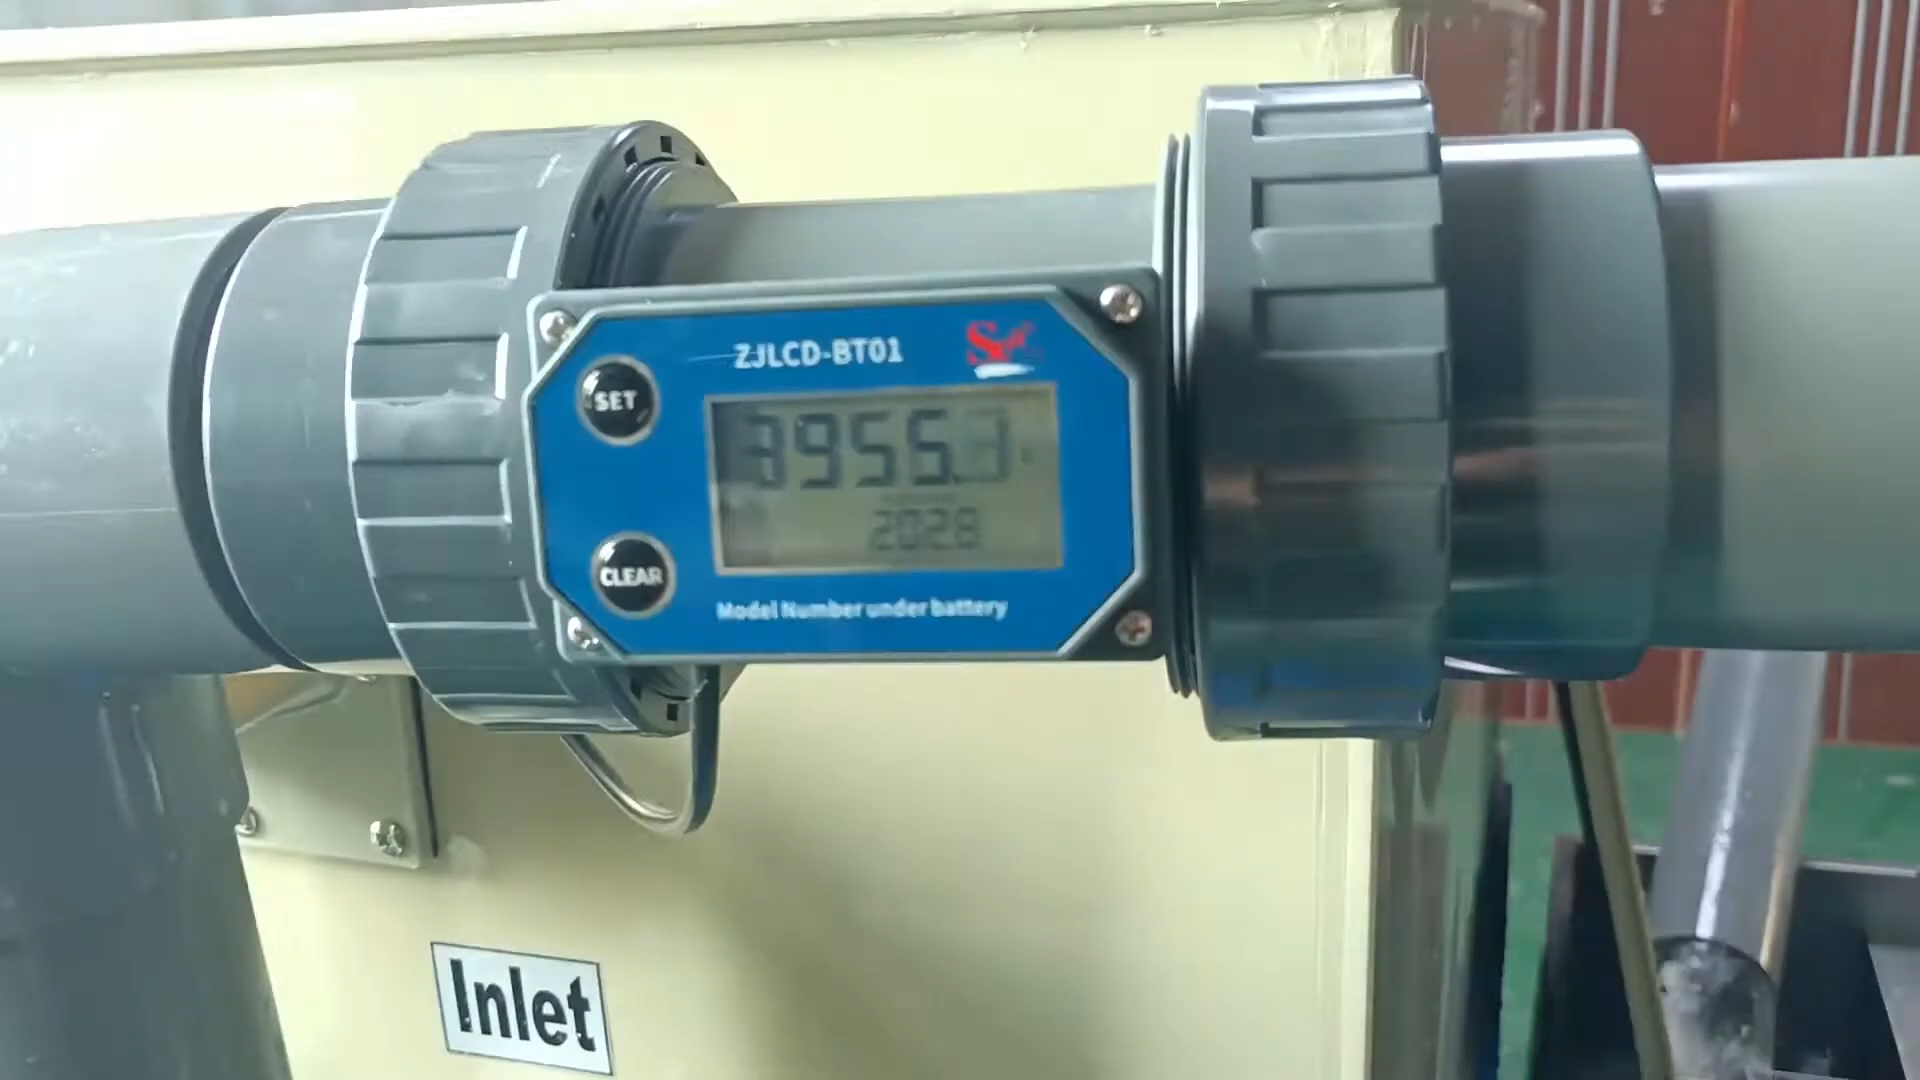 ZJLCD-BT01
SET
2028
CLEAR
Model Number under battery
Inlet